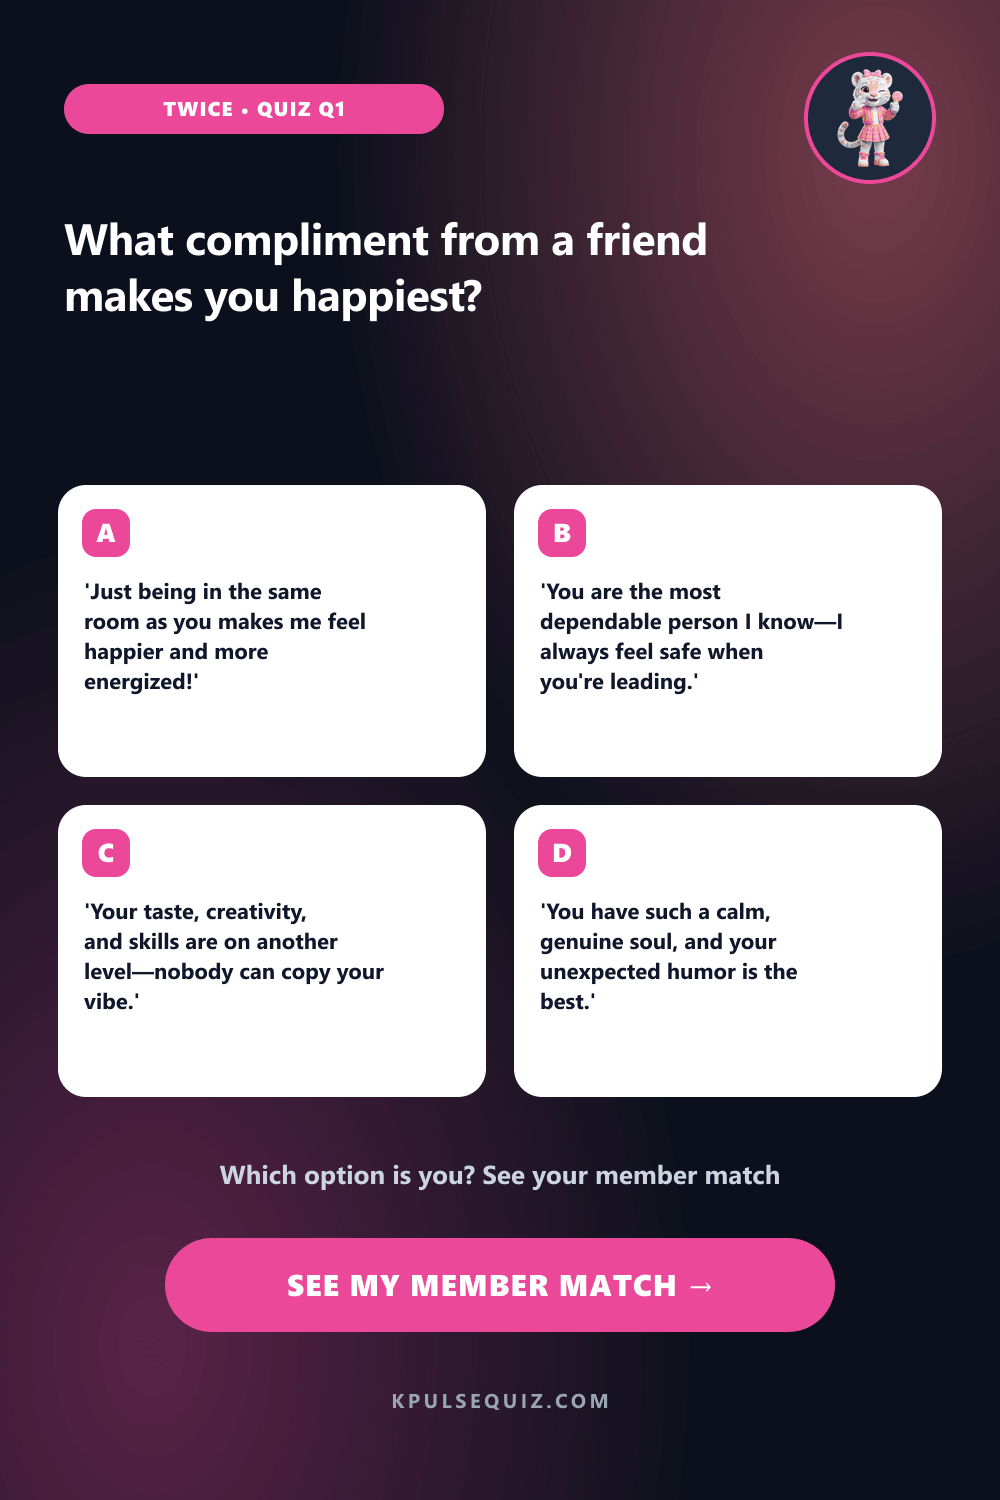 TWICE • QUIZ Q1
What compliment from a friend
makes you happiest?
A
'Just being in the same
room as you makes me feel
happier and more
energized!'
B
'You are the most
dependable person I know—I
always feel safe when
you're leading.'
C
'Your taste, creativity,
and skills are on another
level—nobody can copy your
vibe.'
D
'You have such a calm,
genuine soul, and your
unexpected humor is the
best.'
Which option is you? See your member match
SEE MY MEMBER MATCH →
KPULSEQUIZ.COM